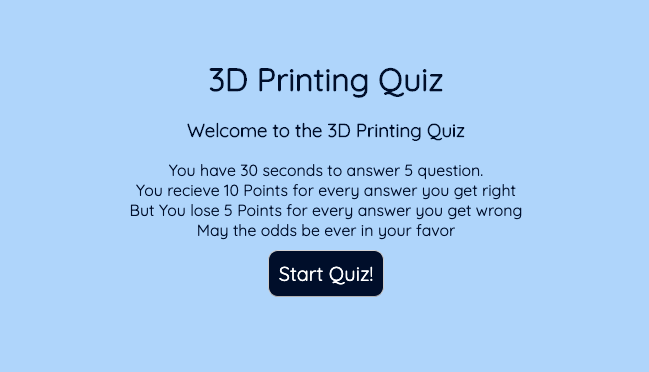 3D Printing Quiz
Welcome to the 3D Printing Quiz
You have 30 seconds to answer 5 question.
You recieve 10 Points for every answer you get right
But You lose 5 Points for every answer you get wrong
May the odds be ever in your favor
Start Quiz!